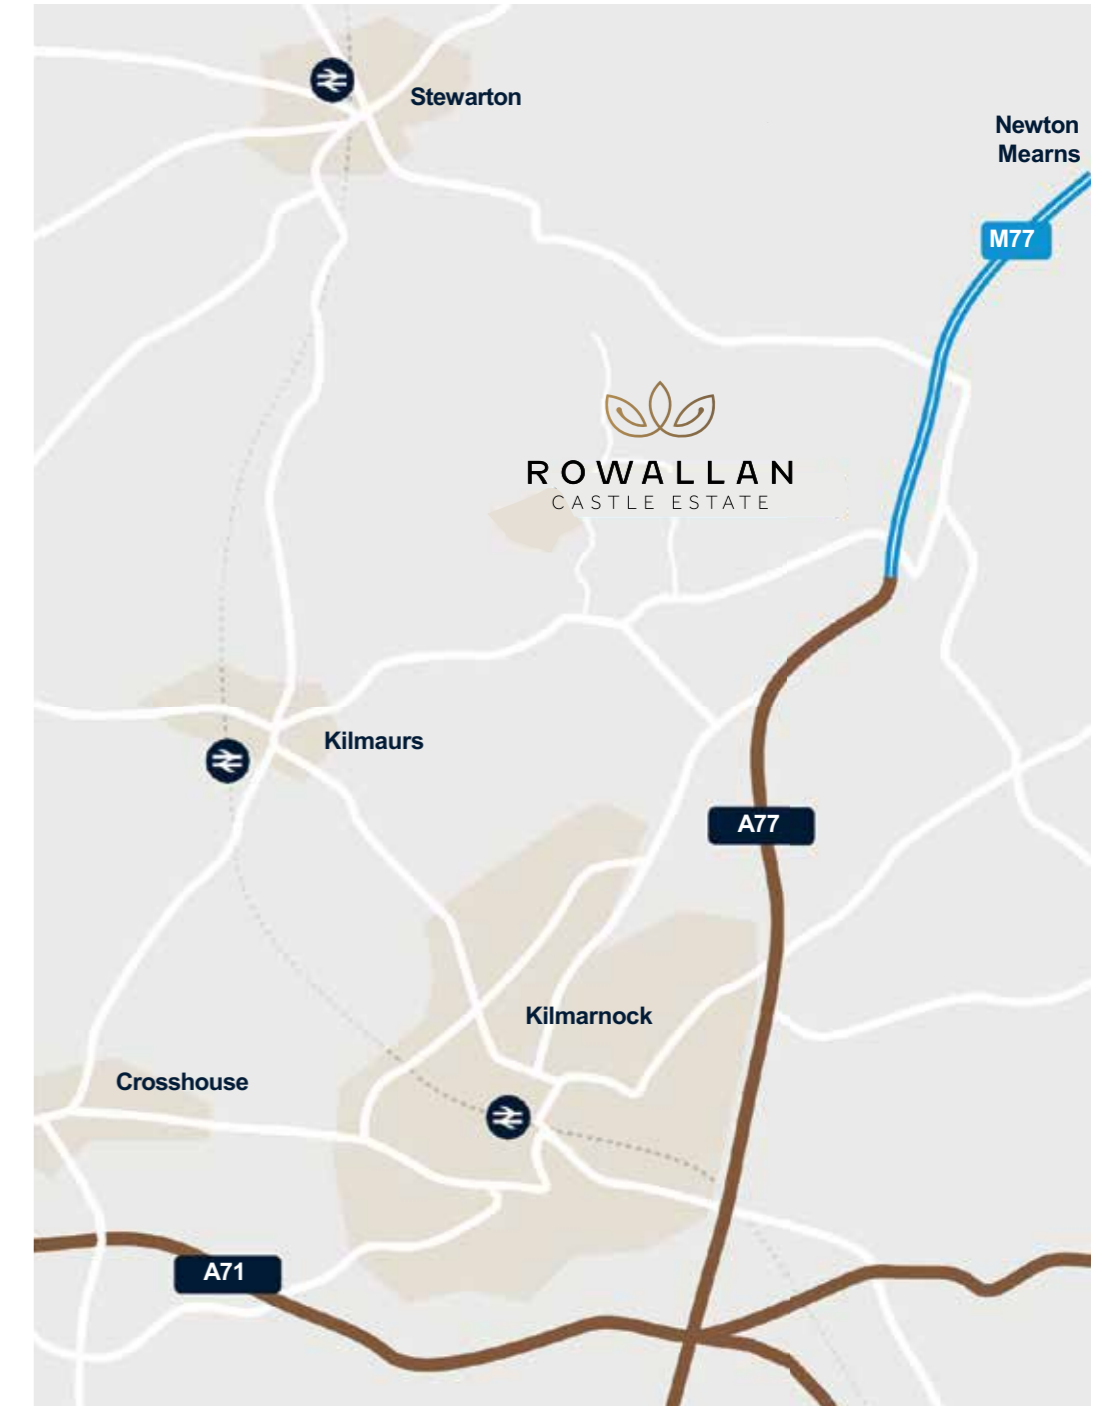 Stewarton
Newton
Mearns
M77
ROWALLAN
CASTLE ESTATE
Kilmaurs
A77
Kilmarnock
Crosshouse
A71